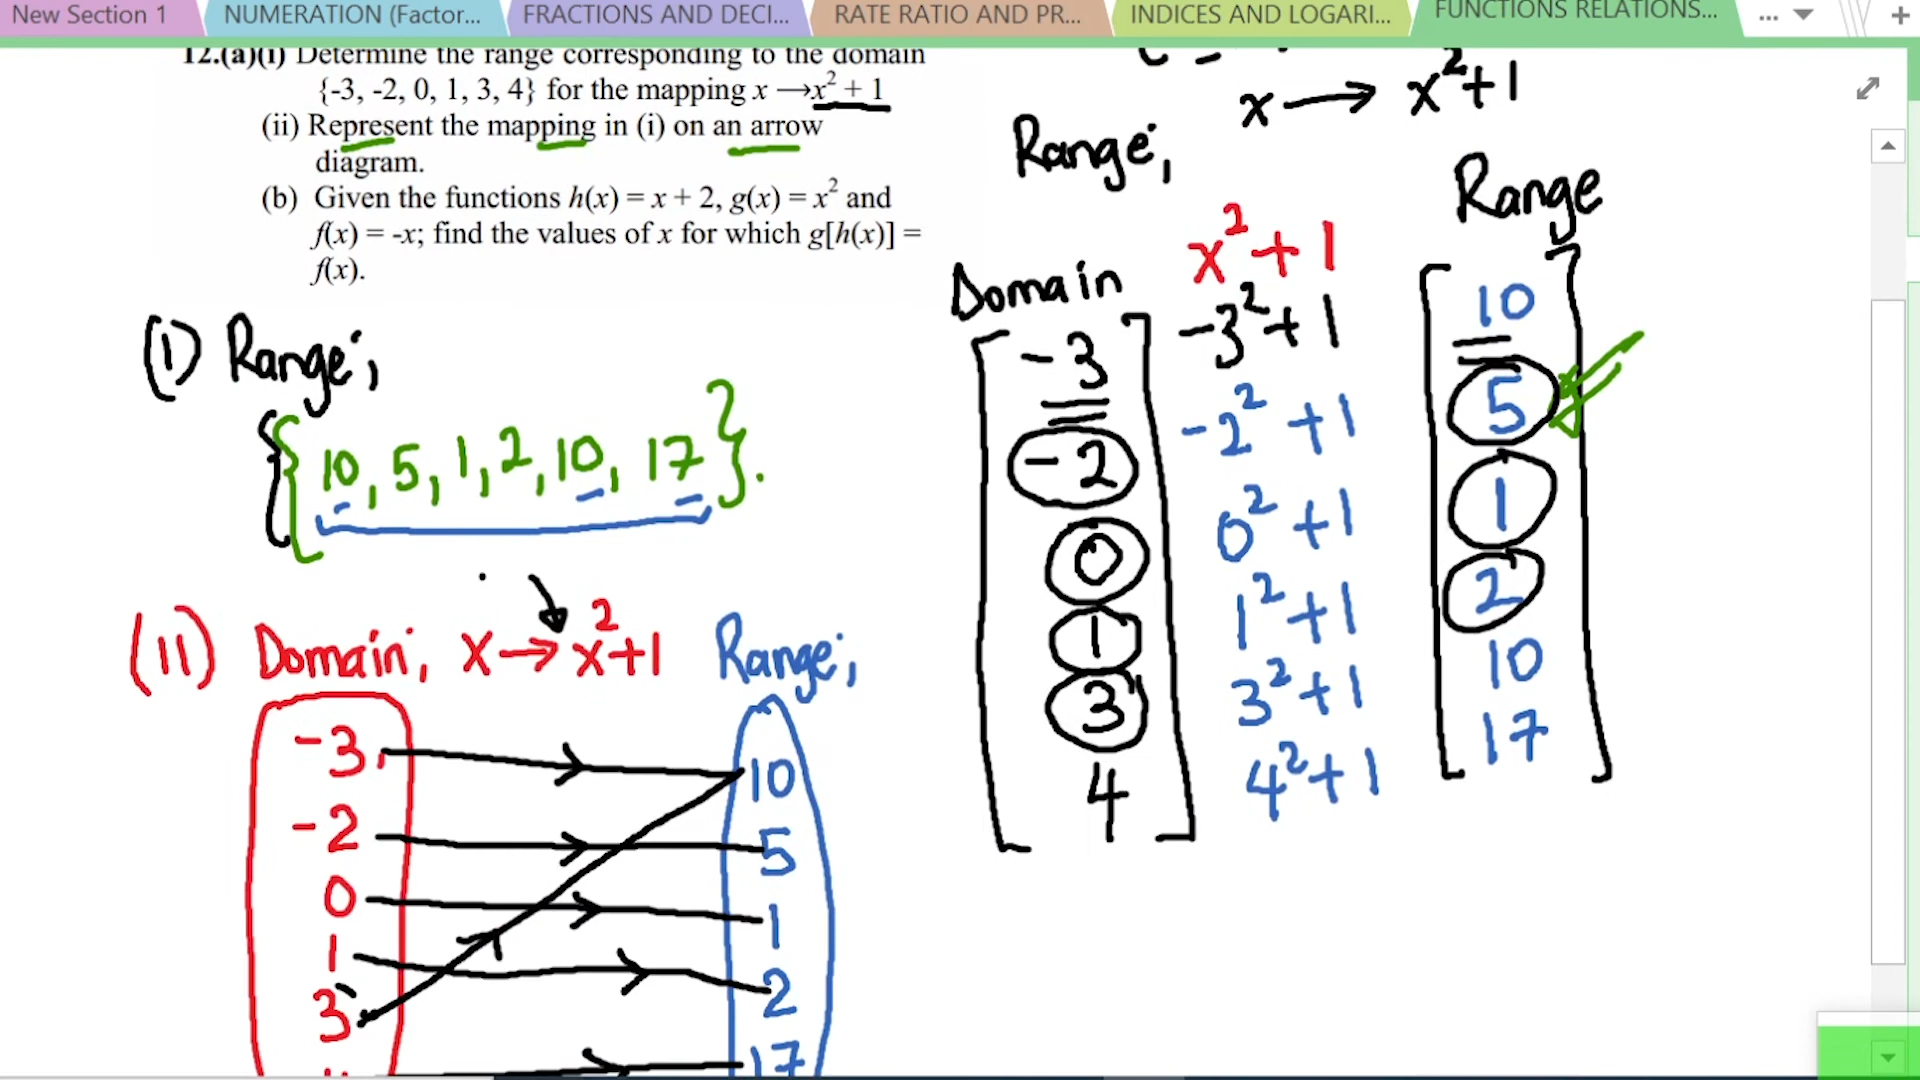 New Section 1
NUMERATION (Factor...
FRACTIONS AND DECI...
RATE RATIO AND PR...
INDICES AND LOGARI...
FUNCTIONS RELATIONS...
12.(a)(i) Determine the range corresponding to the domain
{-3, -2, 0, 1, 3, 4} for the mapping x → x² + 1
(ii) Represent the mapping in (i) on an arrow
diagram.
(b) Given the functions h(x) = x + 2, g(x) = x² and
f(x) = -x; find the values of x for which g[h(x)] =
f(x).
(i) Range;
{10, 5, 1, 2, 10, 17}.
(ii) Domain, x → x²+1 Range;
-3 10
-2 5
0 1
1 2
3 17
x → x²+1
Range;
Domain x²+1 Range
-3 -3²+1 10
-2 -2²+1 5
0 0²+1 1
1 1²+1 2
3 3²+1 10
4 4²+1 17